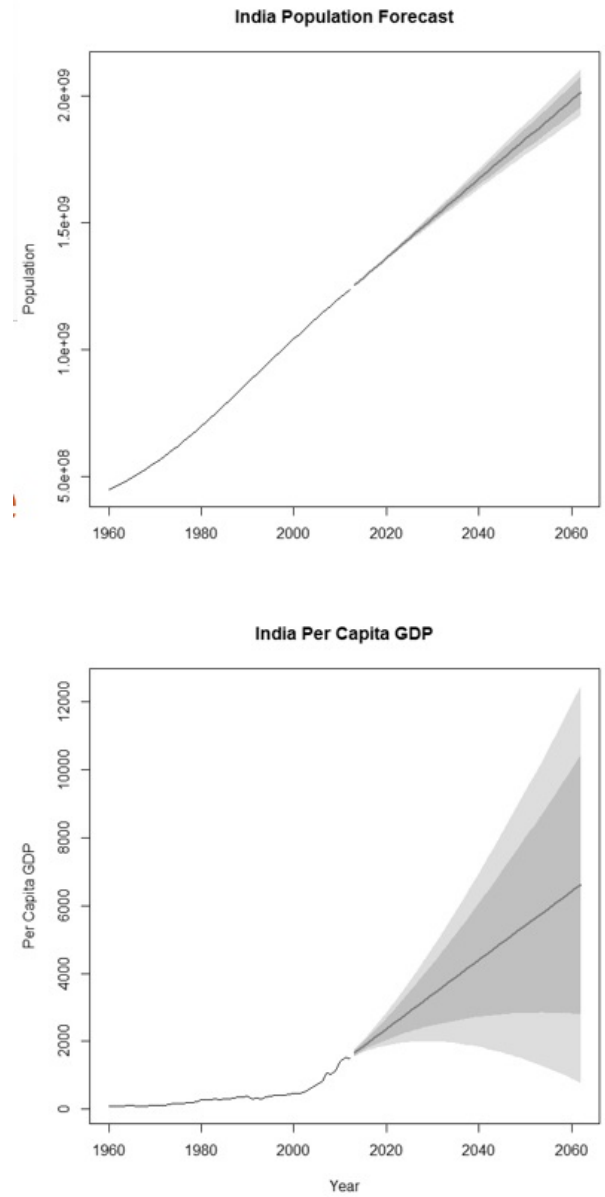 India Population Forecast
2.0e+09
1.5e+09
1.0e+09
5.0e+08
Population
1960 1980 2000 2020 2040 2060
e
India Per Capita GDP
12000
10000
8000
6000
4000
2000
0
Per Capita GDP
1960 1980 2000 2020 2040 2060
Year